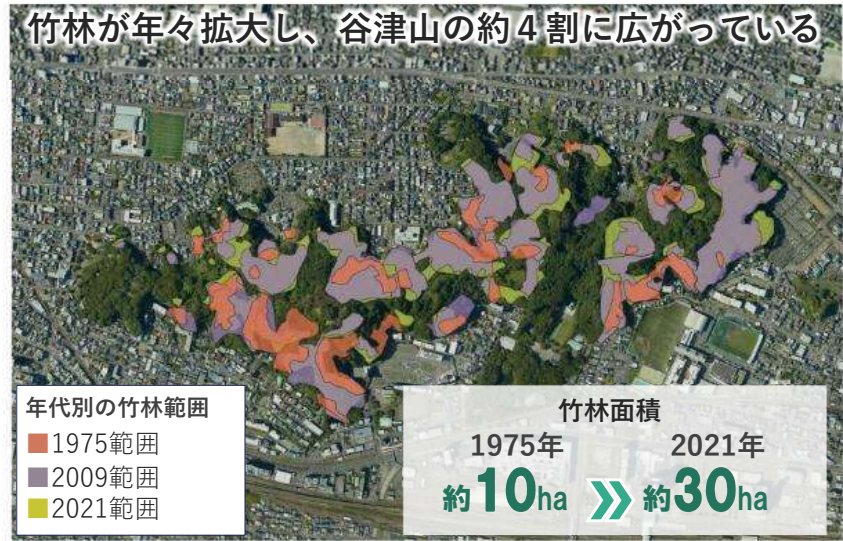 竹林が年々拡大し、谷津山の約４割に広がっている
年代別の竹林範囲
1975範囲
2009範囲
2021範囲
竹林面積
1975年
2021年
約10ha
約30ha